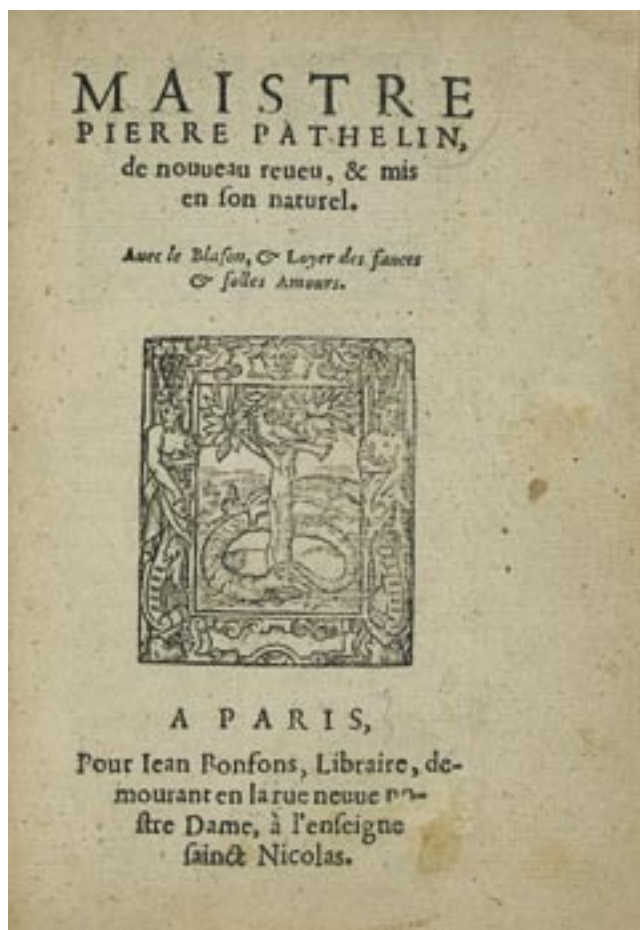 MAISTRE
PIERRE PATHELIN,
de nouueau reueu, & mis
en ſon naturel.
Auec le Blaſon, & Loyer des fauces
& folles Amours.
A PARIS,
Pour Iean Bonfons, Libraire, de-
mourant en la rue neuue no-
ſtre Dame, à l'enſeigne
ſainct Nicolas.